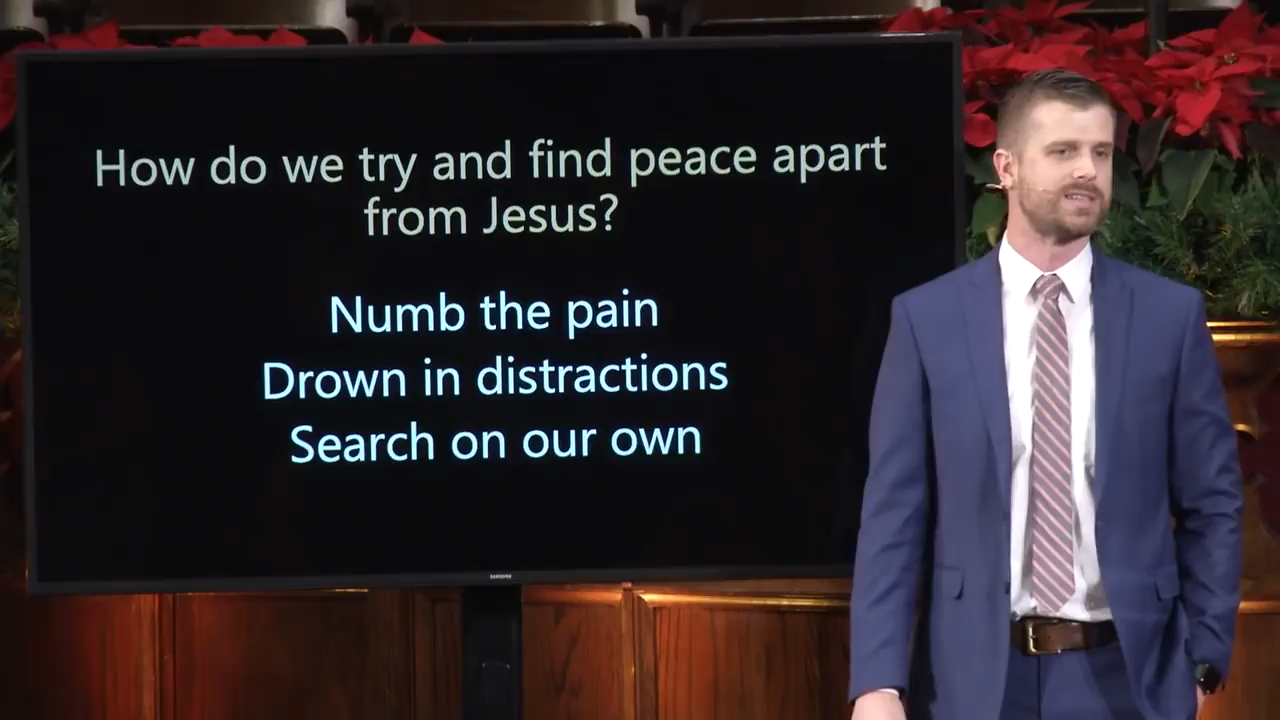 How do we try and find peace apart
from Jesus?
Numb the pain
Drown in distractions
Search on our own
SAMSUNG